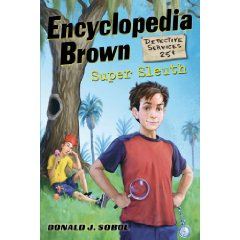 Encyclopedia
Brown
DETECTIVE
SERVICES
25¢
Super Sleuth
DONALD J. SOBOL